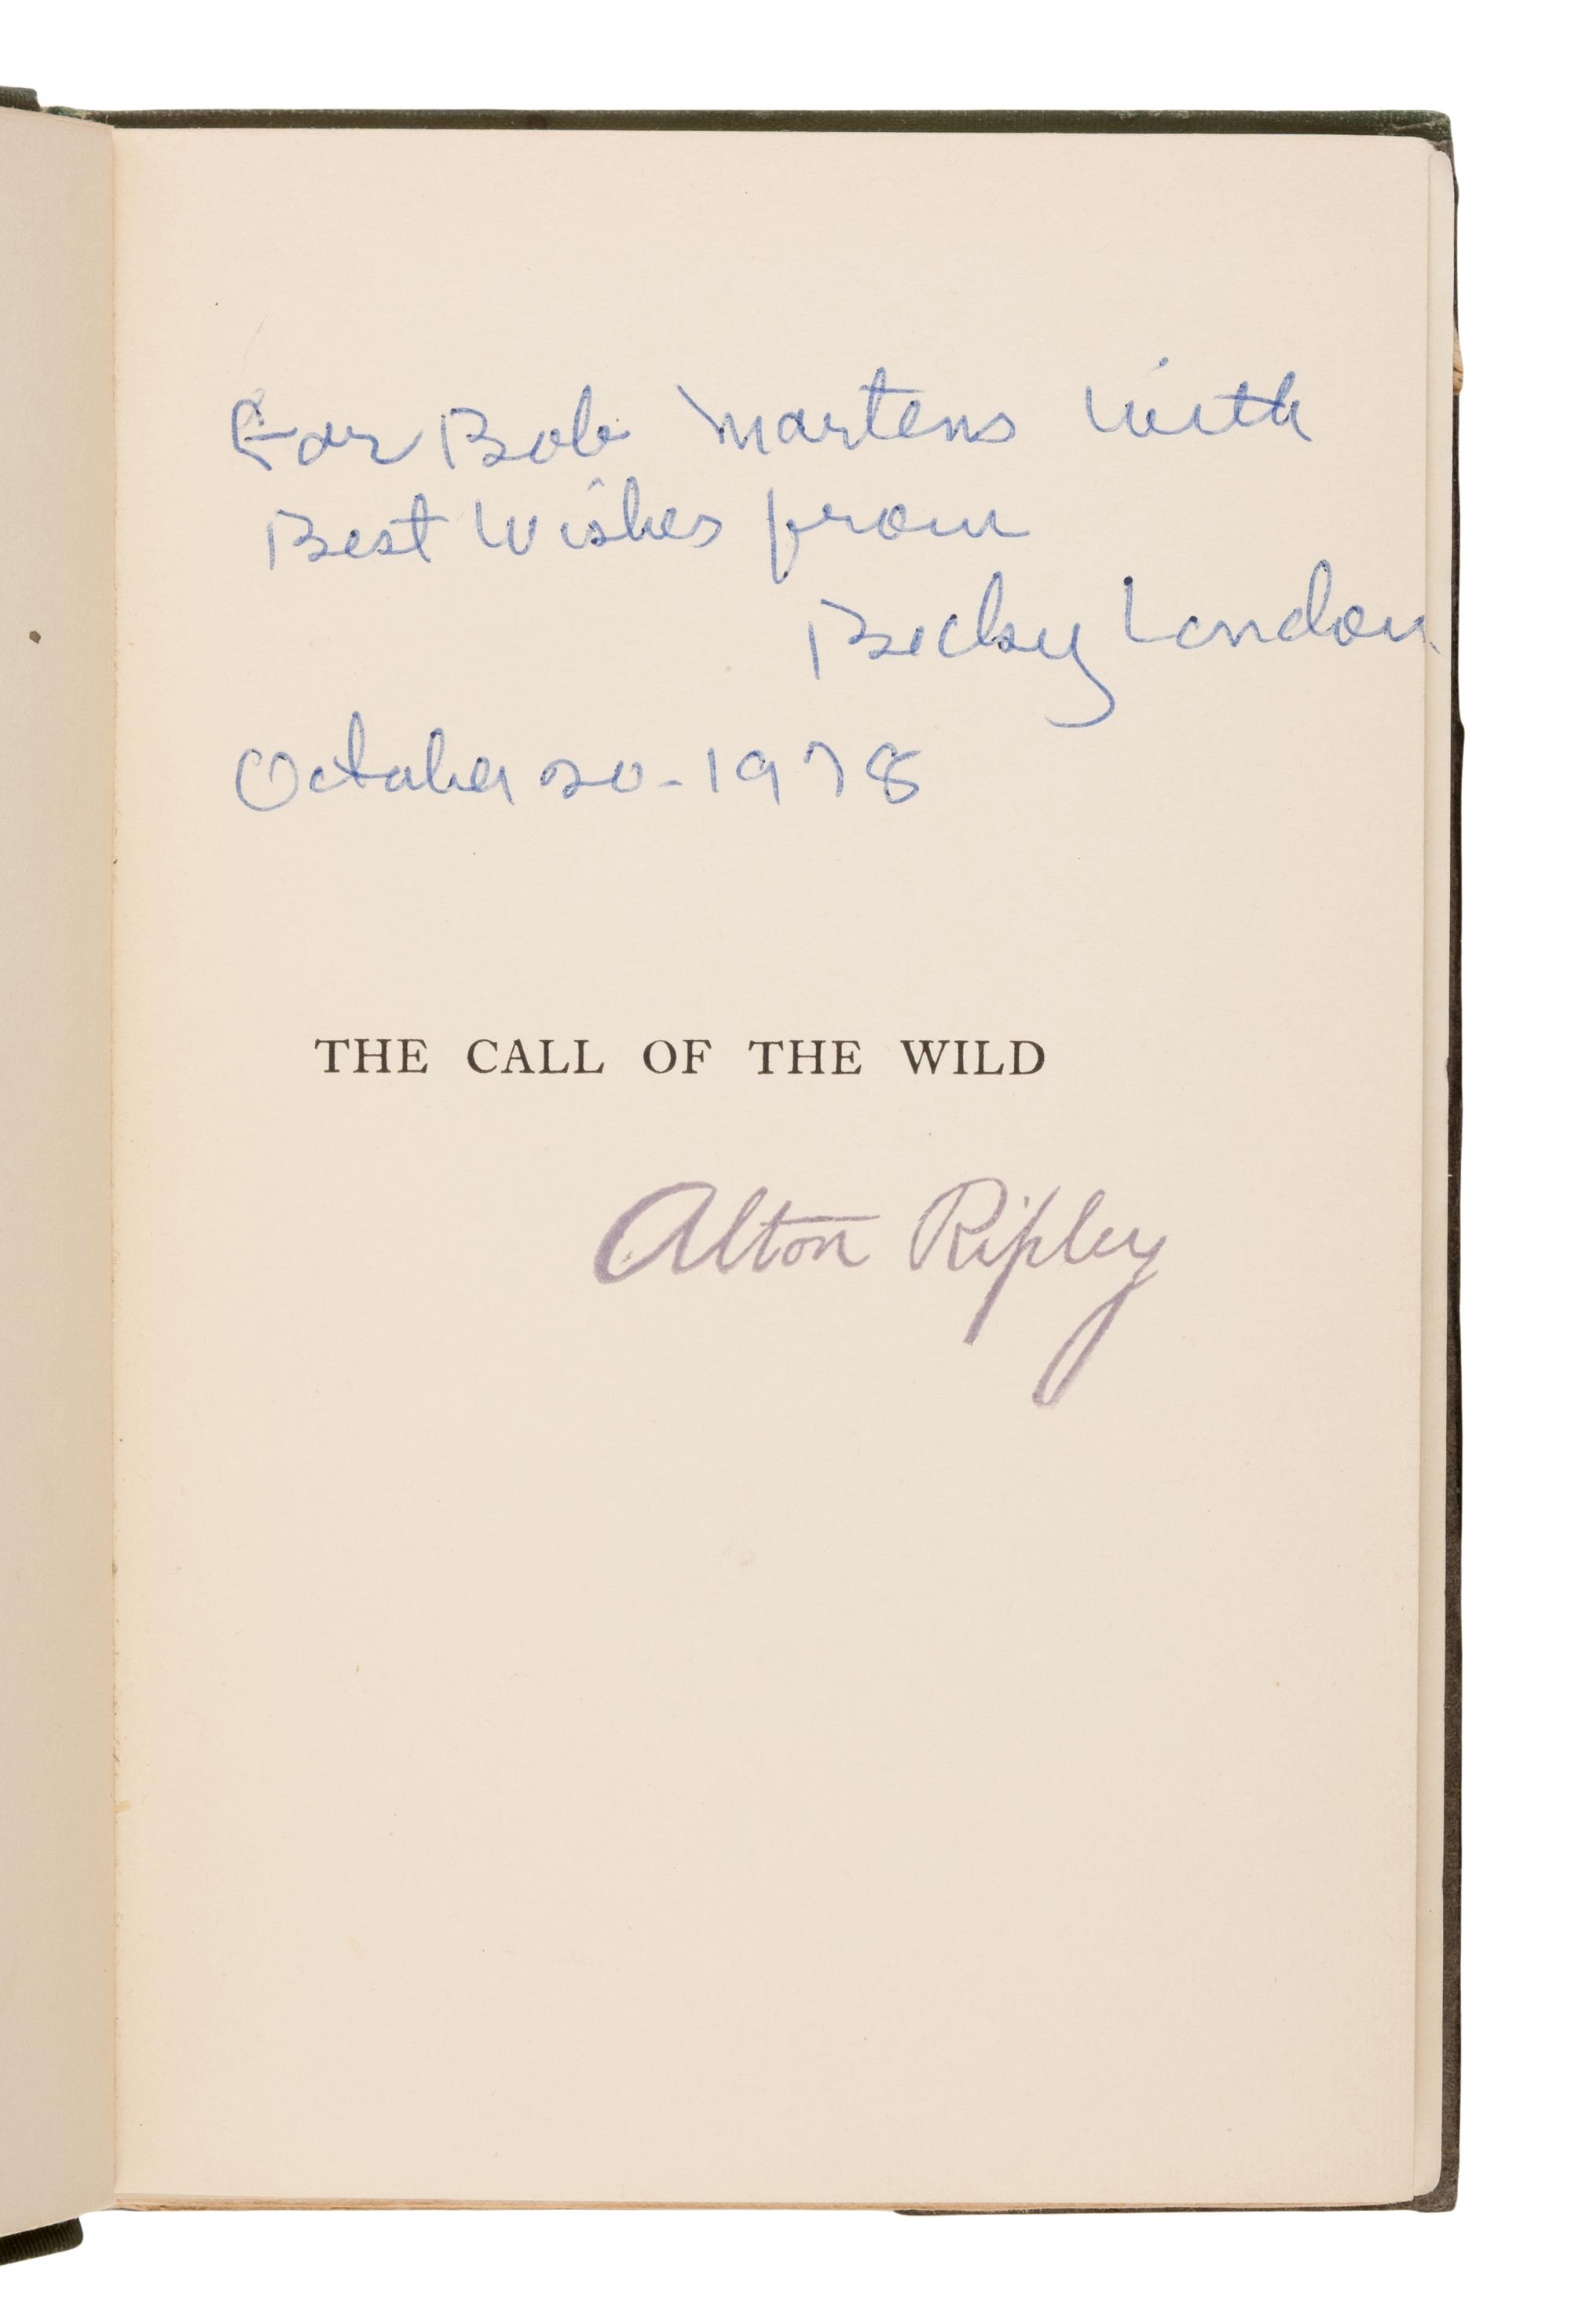 For Bob Martens with
Best Wishes from
Becky London
October 20-1978
THE CALL OF THE WILD
Alton Ripley